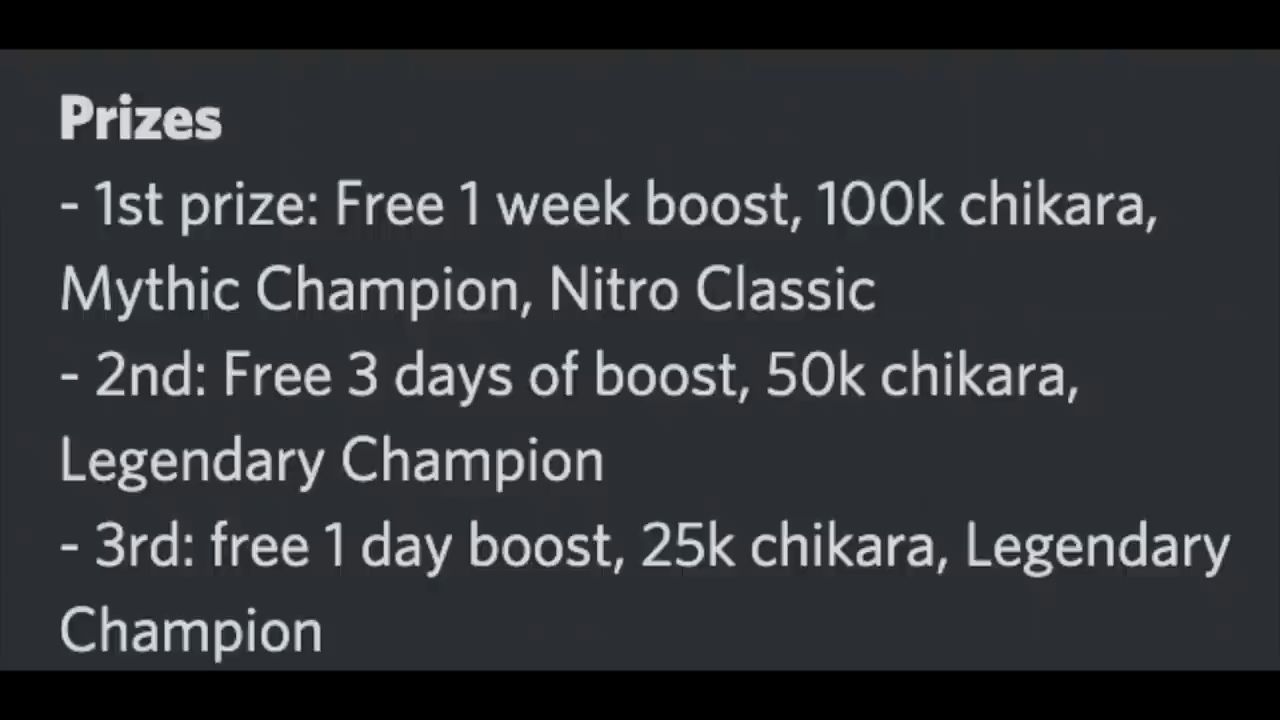 Prizes
- 1st prize: Free 1 week boost, 100k chikara,
Mythic Champion, Nitro Classic
- 2nd: Free 3 days of boost, 50k chikara,
Legendary Champion
- 3rd: free 1 day boost, 25k chikara, Legendary
Champion